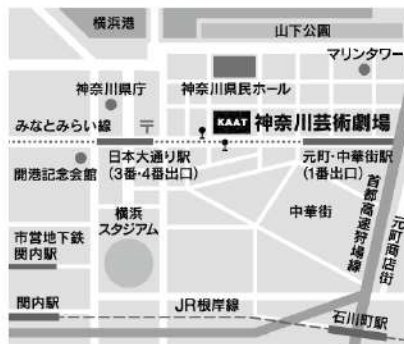 横浜港
山下公園
マリンタワー
神奈川県庁
神奈川県民ホール
みなとみらい線
〒
KAAT 神奈川芸術劇場
日本大通り駅
(3番・4番出口)
元町・中華街駅
(1番出口)
開港記念会館
横浜
スタジアム
中華街
首都高速狩場線
元町商店街
市営地下鉄
関内駅
関内駅
JR根岸線
石川町駅